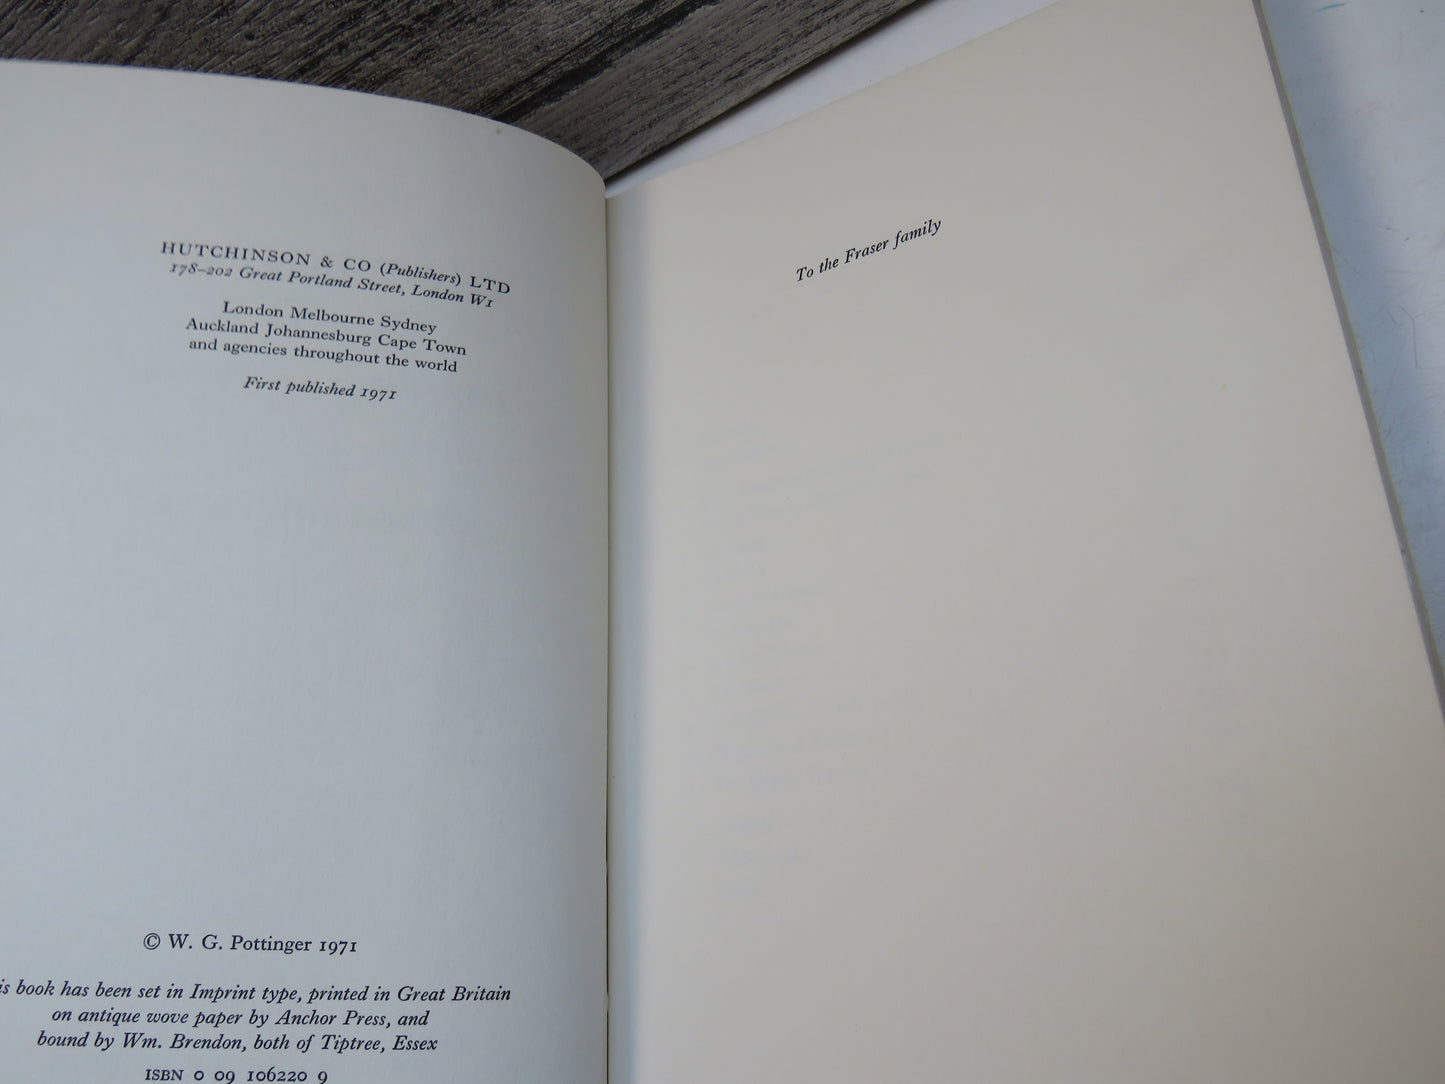 HUTCHINSON & CO (Publishers) LTD
178–202 Great Portland Street, London W1
London Melbourne Sydney
Auckland Johannesburg Cape Town
and agencies throughout the world
First published 1971
© W. G. Pottinger 1971
is book has been set in Imprint type, printed in Great Britain
on antique wove paper by Anchor Press, and
bound by Wm. Brendon, both of Tiptree, Essex
ISBN 0 09 106220 9
To the Fraser family